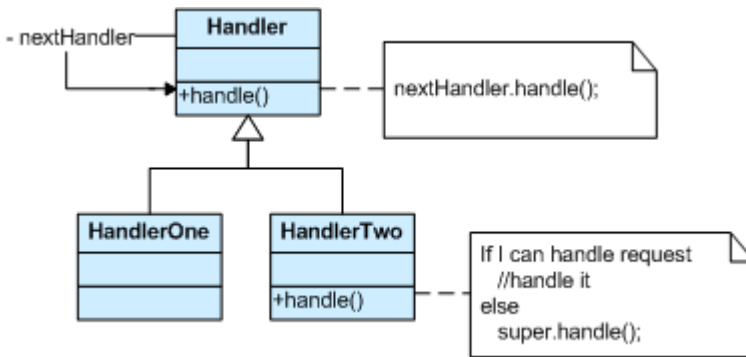 Handler
- nextHandler
+handle()
nextHandler.handle();
HandlerOne
HandlerTwo
+handle()
If I can handle request
//handle it
else
super.handle();